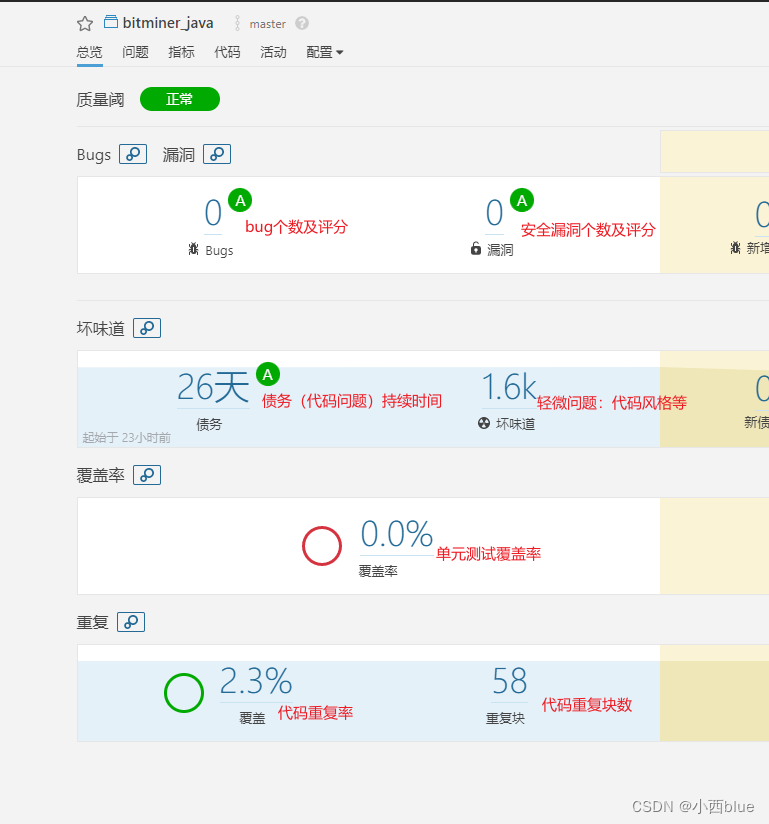 bitminer_java master ?
总览 问题 指标 代码 活动 配置
质量阈 正常
Bugs 漏洞
0 A bug个数及评分 0 A 安全漏洞个数及评分 0
Bugs 漏洞 新增
坏味道
26天 A 债务（代码问题）持续时间 1.6k 轻微问题：代码风格等 0
债务 坏味道 新债
起始于 23小时前
覆盖率
0.0% 单元测试覆盖率
覆盖率
重复
2.3% 代码重复率 58 代码重复块数
覆盖 重复块
CSDN @小西blue